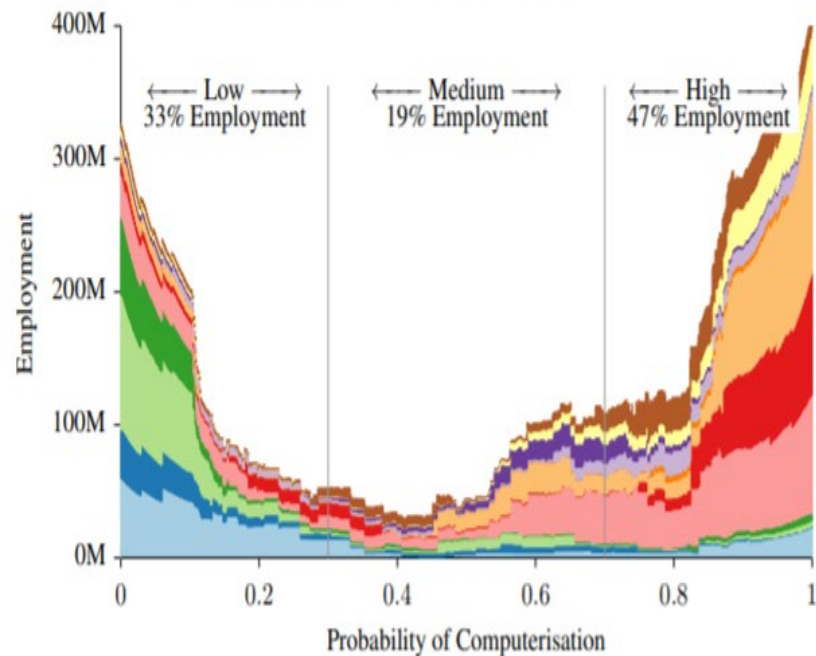 400M
Low
33% Employment
Medium
19% Employment
High
47% Employment
300M
200M
100M
0M
Employment
0
0.2
0.4
0.6
0.8
1
Probability of Computerisation